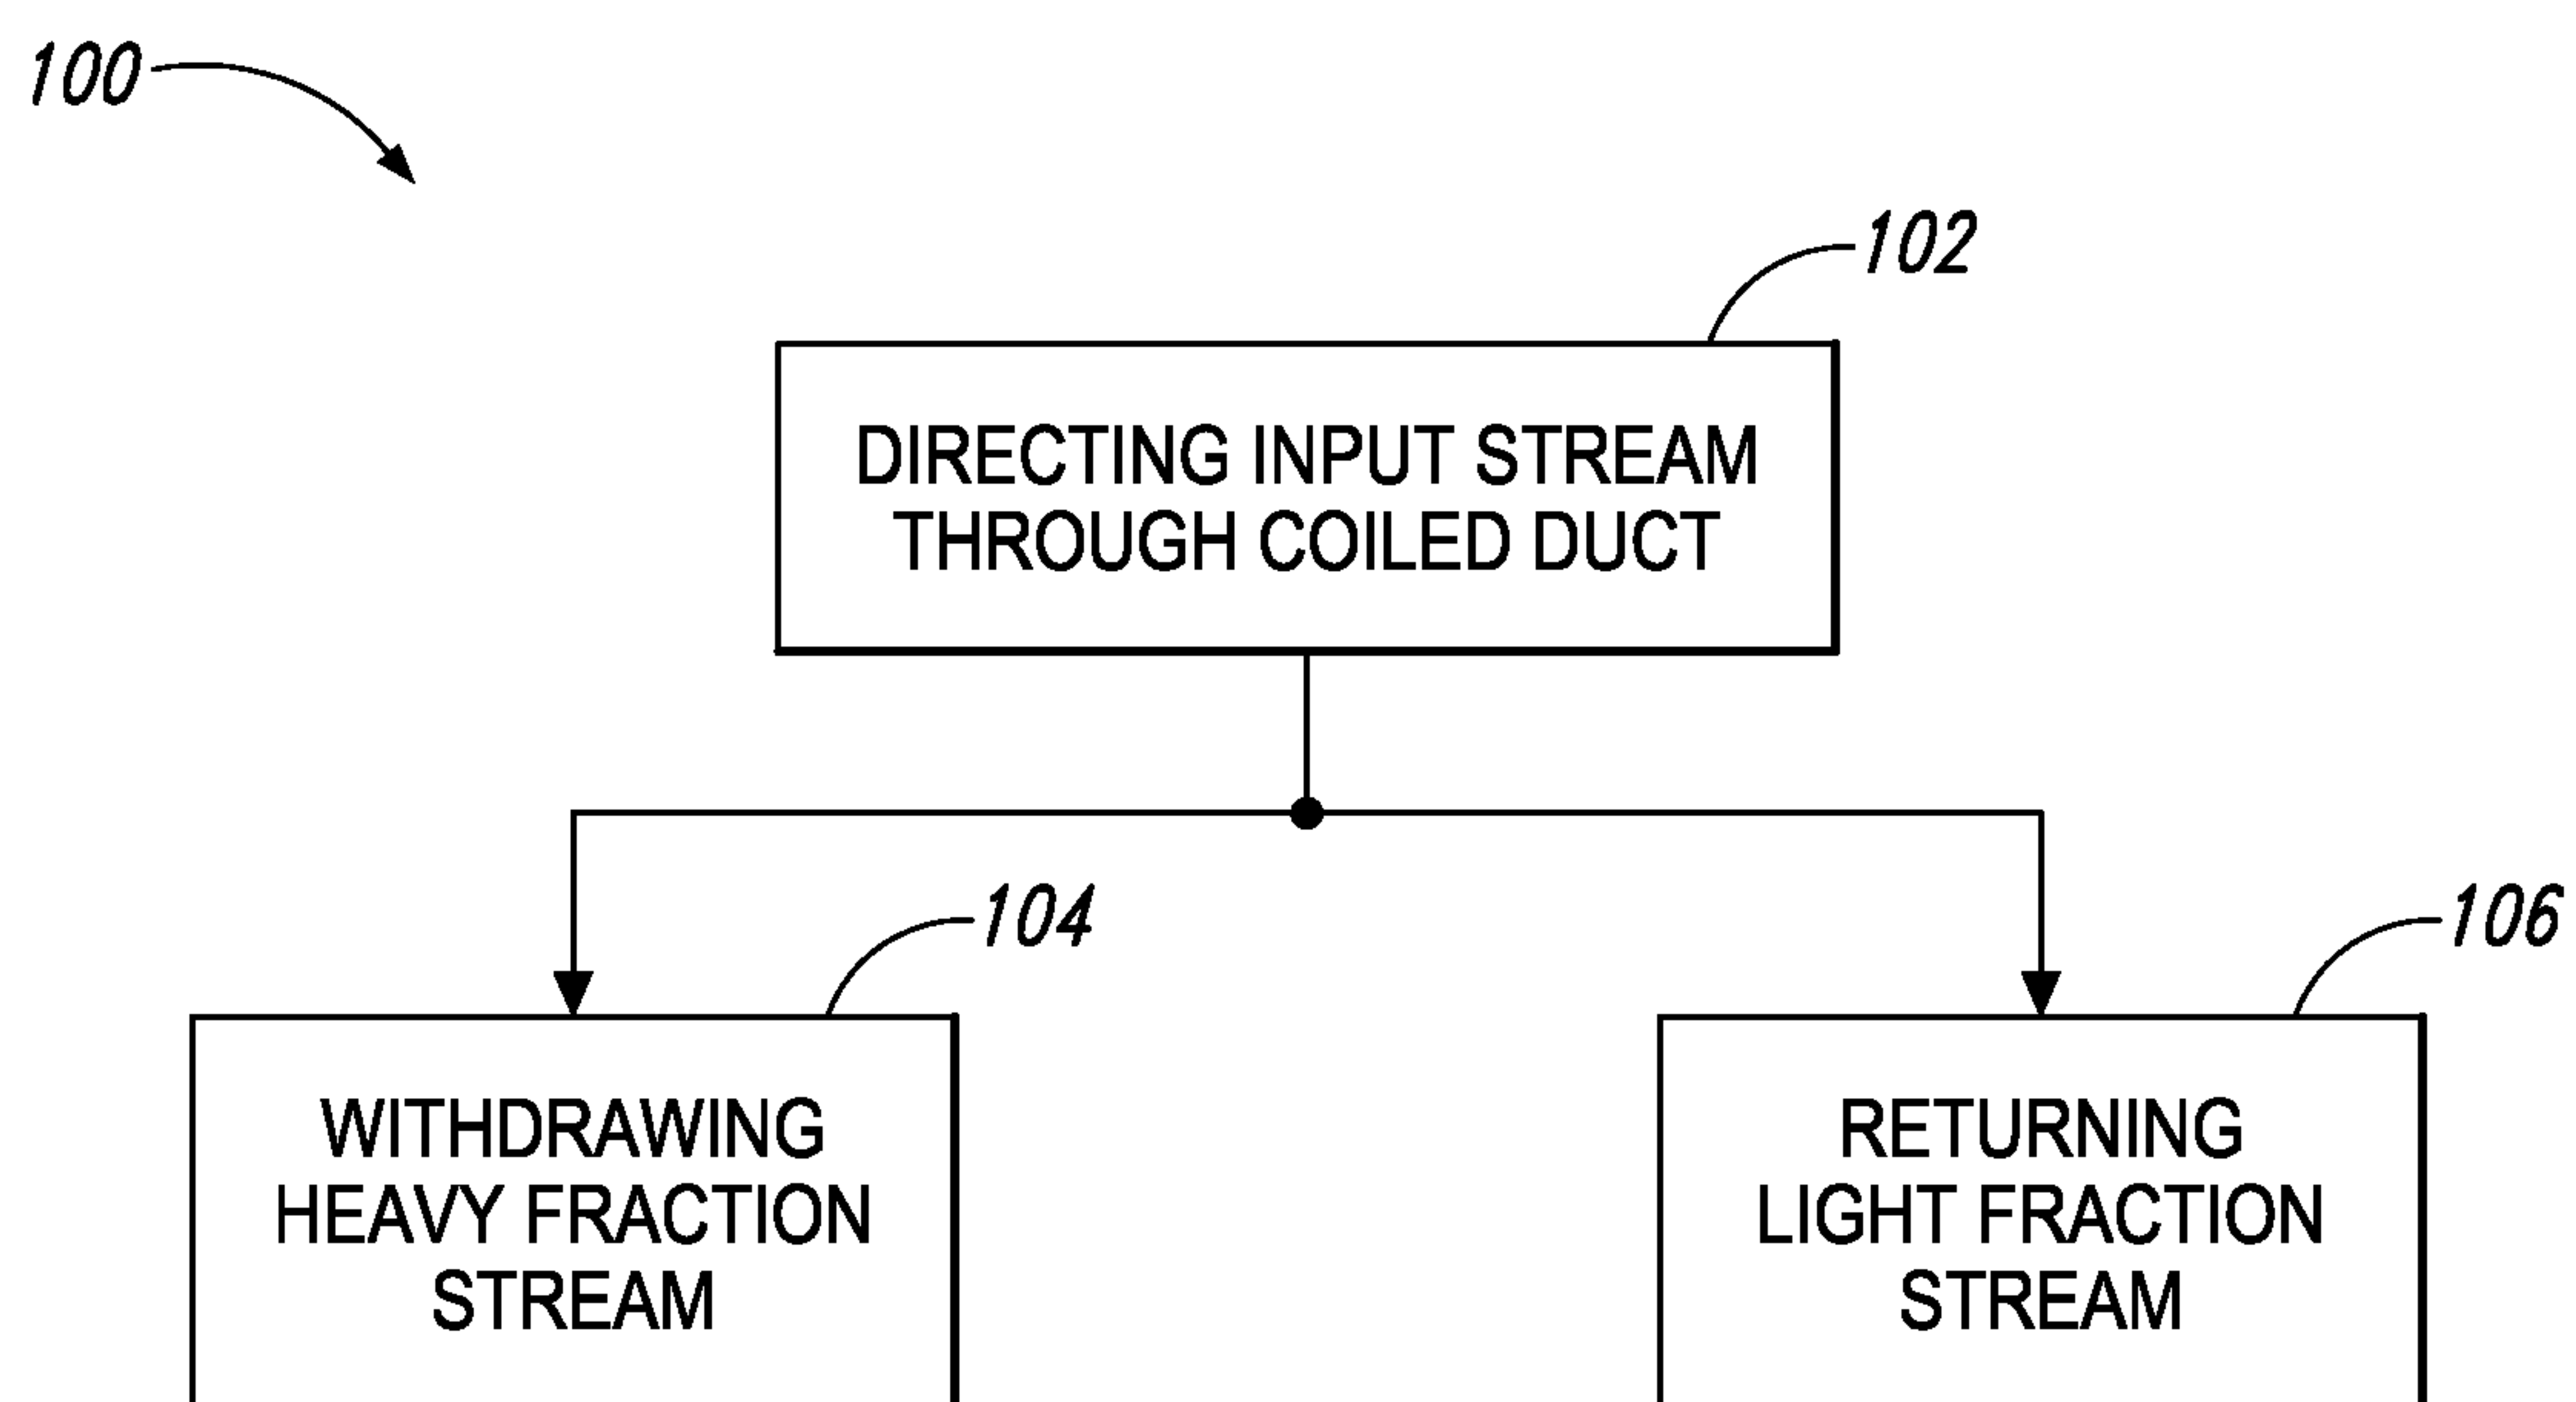 100
102
DIRECTING INPUT STREAM
THROUGH COILED DUCT
104
106
WITHDRAWING
HEAVY FRACTION
STREAM
RETURNING
LIGHT FRACTION
STREAM